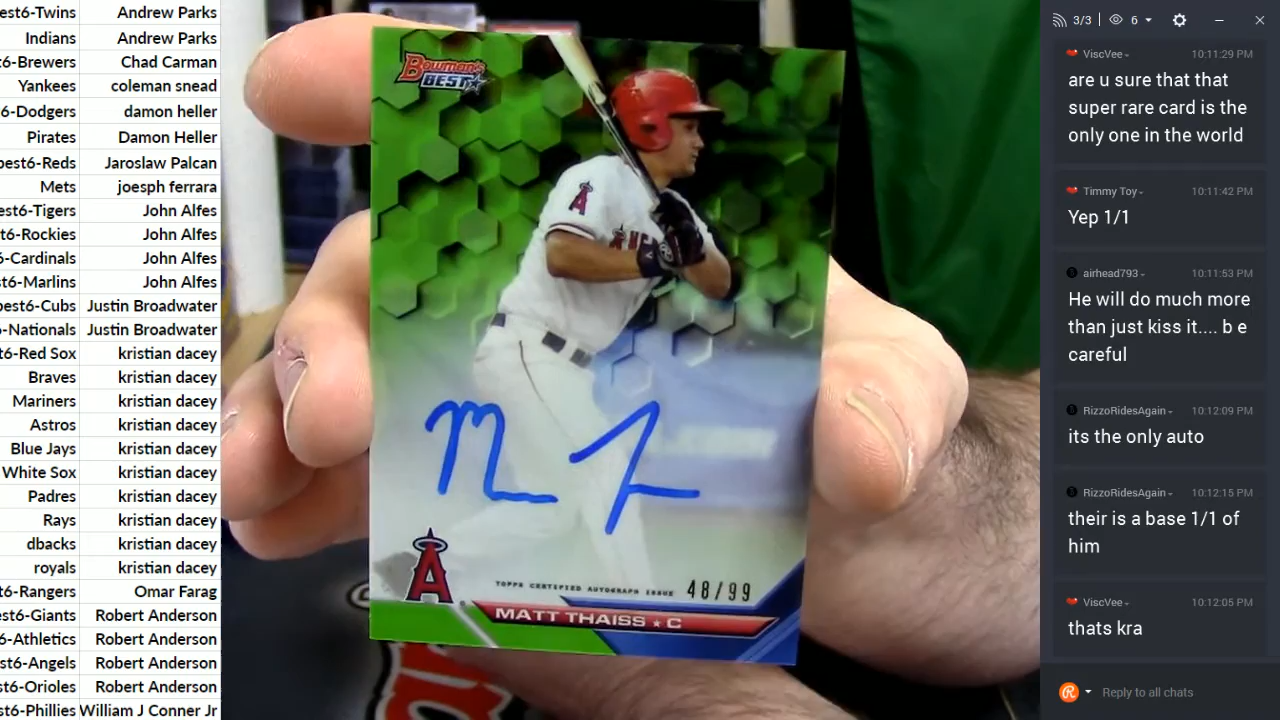 est6-Twins Andrew Parks
Indians Andrew Parks
est6-Brewers Chad Carman
Yankees coleman snead
6-Dodgers damon heller
Pirates Damon Heller
best6-Reds Jaroslaw Palcan
Mets joesph ferrara
est6-Tigers John Alfes
t6-Rockies John Alfes
6-Cardinals John Alfes
st6-Marlins John Alfes
best6-Cubs Justin Broadwater
-Nationals Justin Broadwater
t6-Red Sox kristian dacey
Braves kristian dacey
Mariners kristian dacey
Astros kristian dacey
Blue Jays kristian dacey
White Sox kristian dacey
Padres kristian dacey
Rays kristian dacey
dbacks kristian dacey
royals kristian dacey
t6-Rangers Omar Farag
est6-Giants Robert Anderson
6-Athletics Robert Anderson
st6-Angels Robert Anderson
st6-Orioles Robert Anderson
st6-Phillies William J Conner Jr
Bowman's
BEST
A
A
TOPPS CERTIFIED AUTOGRAPH ISSUE
48/99
MATT THAISS ★ C
3/3 6
ViscVee 10:11:29 PM
are u sure that that
super rare card is the
only one in the world
Timmy Toy 10:11:42 PM
Yep 1/1
airhead793 10:11:53 PM
He will do much more
than just kiss it.... b e
careful
RizzoRidesAgain 10:12:09 PM
its the only auto
RizzoRidesAgain 10:12:15 PM
their is a base 1/1 of
him
ViscVee 10:12:05 PM
thats kra
Reply to all chats